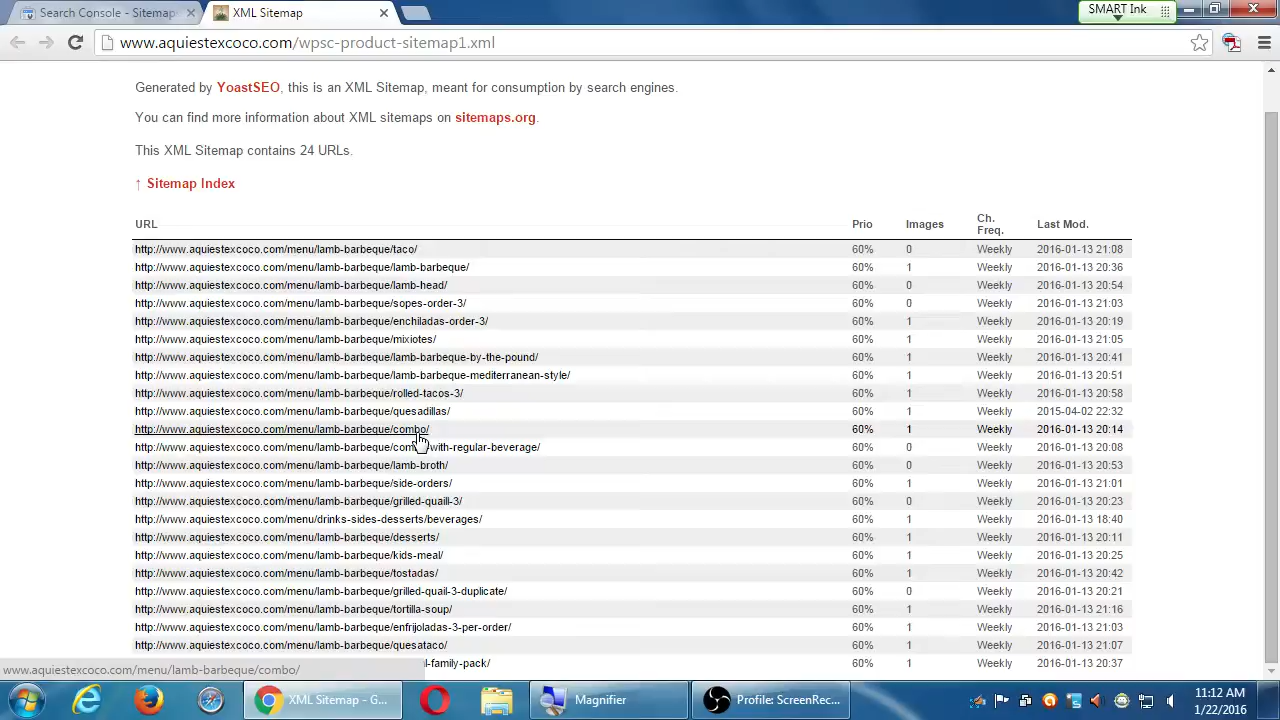 Search Console - Sitemaps
XML Sitemap
SMART Ink
www.aquiestexcoco.com/wpsc-product-sitemap1.xml
Generated by YoastSEO, this is an XML Sitemap, meant for consumption by search engines.
You can find more information about XML sitemaps on sitemaps.org.
This XML Sitemap contains 24 URLs.
↑ Sitemap Index
URL Prio Images Ch. Freq. Last Mod.
http://www.aquiestexcoco.com/menu/lamb-barbeque/taco/ 60% 0 Weekly 2016-01-13 21:08
http://www.aquiestexcoco.com/menu/lamb-barbeque/lamb-barbeque/ 60% 1 Weekly 2016-01-13 20:36
http://www.aquiestexcoco.com/menu/lamb-barbeque/lamb-head/ 60% 0 Weekly 2016-01-13 20:54
http://www.aquiestexcoco.com/menu/lamb-barbeque/sopes-order-3/ 60% 0 Weekly 2016-01-13 21:03
http://www.aquiestexcoco.com/menu/lamb-barbeque/enchiladas-order-3/ 60% 1 Weekly 2016-01-13 20:19
http://www.aquiestexcoco.com/menu/lamb-barbeque/mixiotes/ 60% 1 Weekly 2016-01-13 21:05
http://www.aquiestexcoco.com/menu/lamb-barbeque/lamb-barbeque-by-the-pound/ 60% 1 Weekly 2016-01-13 20:41
http://www.aquiestexcoco.com/menu/lamb-barbeque/lamb-barbeque-mediterranean-style/ 60% 1 Weekly 2016-01-13 20:51
http://www.aquiestexcoco.com/menu/lamb-barbeque/rolled-tacos-3/ 60% 1 Weekly 2016-01-13 20:58
http://www.aquiestexcoco.com/menu/lamb-barbeque/quesadillas/ 60% 1 Weekly 2015-04-02 22:32
http://www.aquiestexcoco.com/menu/lamb-barbeque/combo/ 60% 1 Weekly 2016-01-13 20:14
http://www.aquiestexcoco.com/menu/lamb-barbeque/com -with-regular-beverage/ 60% 0 Weekly 2016-01-13 20:08
http://www.aquiestexcoco.com/menu/lamb-barbeque/lamb-broth/ 60% 0 Weekly 2016-01-13 20:53
http://www.aquiestexcoco.com/menu/lamb-barbeque/side-orders/ 60% 1 Weekly 2016-01-13 21:01
http://www.aquiestexcoco.com/menu/lamb-barbeque/grilled-quaill-3/ 60% 0 Weekly 2016-01-13 20:23
http://www.aquiestexcoco.com/menu/drinks-sides-desserts/beverages/ 60% 1 Weekly 2016-01-13 18:40
http://www.aquiestexcoco.com/menu/lamb-barbeque/desserts/ 60% 1 Weekly 2016-01-13 20:11
http://www.aquiestexcoco.com/menu/lamb-barbeque/kids-meal/ 60% 1 Weekly 2016-01-13 20:25
http://www.aquiestexcoco.com/menu/lamb-barbeque/tostadas/ 60% 1 Weekly 2016-01-13 20:42
http://www.aquiestexcoco.com/menu/lamb-barbeque/grilled-quail-3-duplicate/ 60% 0 Weekly 2016-01-13 20:21
http://www.aquiestexcoco.com/menu/lamb-barbeque/tortilla-soup/ 60% 1 Weekly 2016-01-13 21:16
http://www.aquiestexcoco.com/menu/lamb-barbeque/enfrijoladas-3-per-order/ 60% 1 Weekly 2016-01-13 21:03
http://www.aquiestexcoco.com/menu/lamb-barbeque/quesataco/ 60% 1 Weekly 2016-01-13 21:07
l-family-pack/ 60% 1 Weekly 2016-01-13 20:37
www.aquiestexcoco.com/menu/lamb-barbeque/combo/
XML Sitemap - G...
Magnifier
Profile: ScreenRec...
11:12 AM
1/22/2016